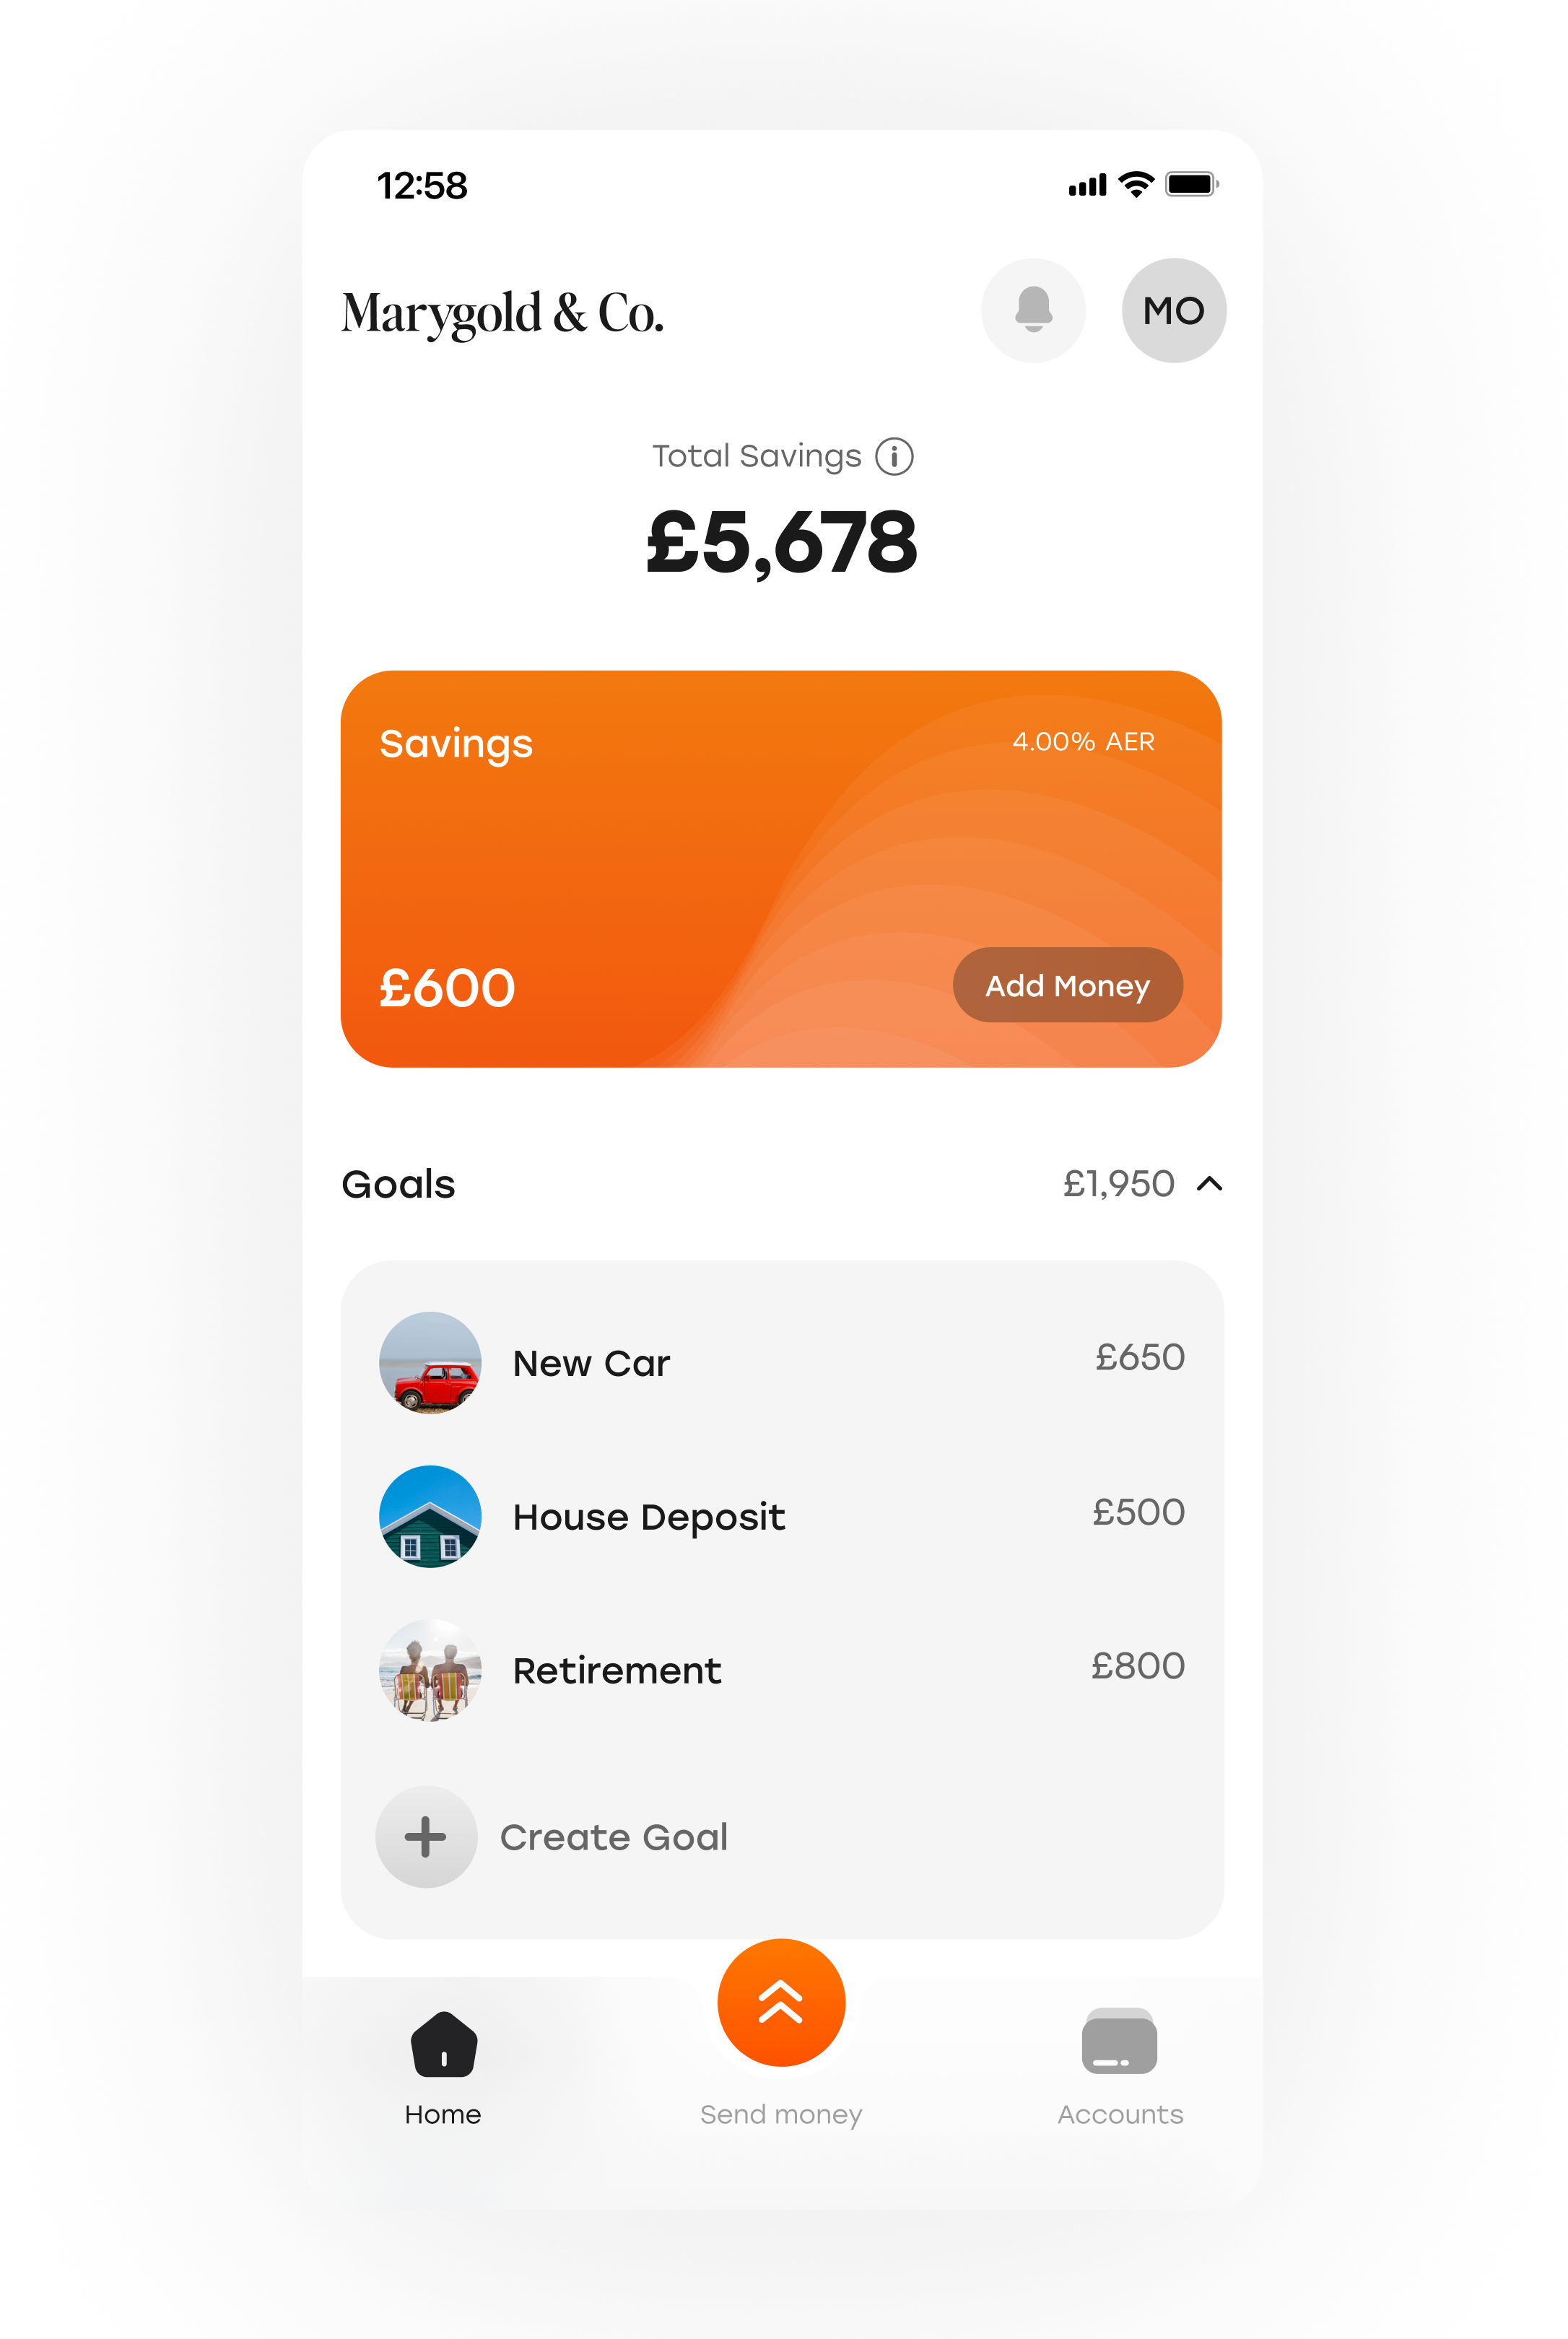 12:58
Marygold & Co.
MO
Total Savings
£5,678
Savings
4.00% AER
£600
Add Money
Goals
£1,950
New Car
£650
House Deposit
£500
Retirement
£800
Create Goal
Home
Send money
Accounts